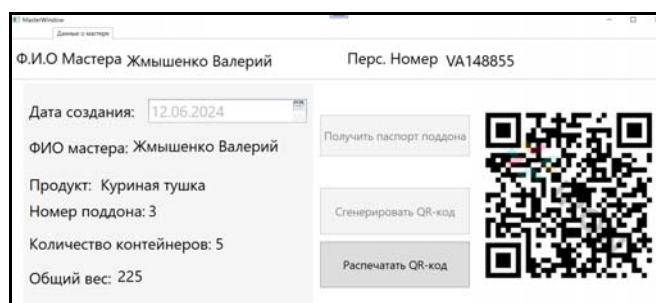 MasterWindow
Данные о мастере
Ф.И.О Мастера Жмышенко Валерий Перс. Номер VA148855
Дата создания: 12.06.2024
Получить паспорт поддона
ФИО мастера: Жмышенко Валерий
Продукт: Куриная тушка
Номер поддона: 3
Сгенерировать QR-код
Количество контейнеров: 5
Распечатать QR-код
Общий вес: 225